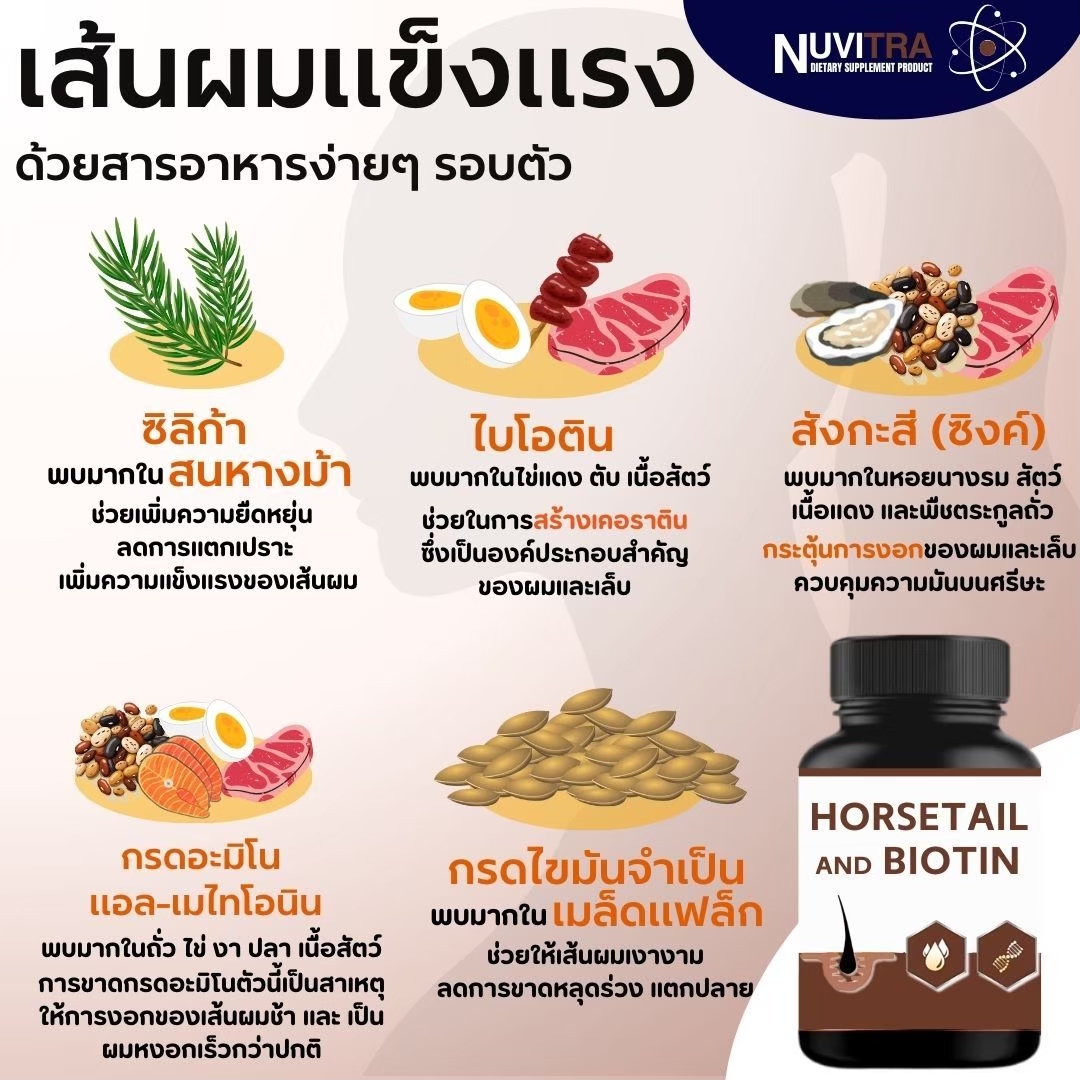 เส้นผมแข็งแรง
ด้วยสารอาหารง่ายๆ รอบตัว
NUVITRA
DIETARY SUPPLEMENT PRODUCT
ซิลิก้า
พบมากใน สนหางม้า
ช่วยเพิ่มความยืดหยุ่น
ลดการแตกเปราะ
เพิ่มความแข็งแรงของเส้นผม
ไบโอติน
พบมากในไข่แดง ตับ เนื้อสัตว์
ช่วยในการสร้างเคอราติน
ซึ่งเป็นองค์ประกอบสำคัญ
ของผมและเล็บ
สังกะสี (ซิงค์)
พบมากในหอยนางรม สัตว์
เนื้อแดง และพืชตระกูลถั่ว
กระตุ้นการงอกของผมและเล็บ
ควบคุมความมันบนศรีษะ
กรดอะมิโน
แอล-เมไทโอนิน
พบมากในถั่ว ไข่ งา ปลา เนื้อสัตว์
การขาดกรดอะมิโนตัวนี้เป็นสาเหตุ
ให้การงอกของเส้นผมช้า และ เป็น
ผมหงอกเร็วกว่าปกติ
กรดไขมันจำเป็น
พบมากใน เมล็ดแฟล็ก
ช่วยให้เส้นผมเงางาม
ลดการขาดหลุดร่วง แตกปลาย
HORSETAIL
AND BIOTIN